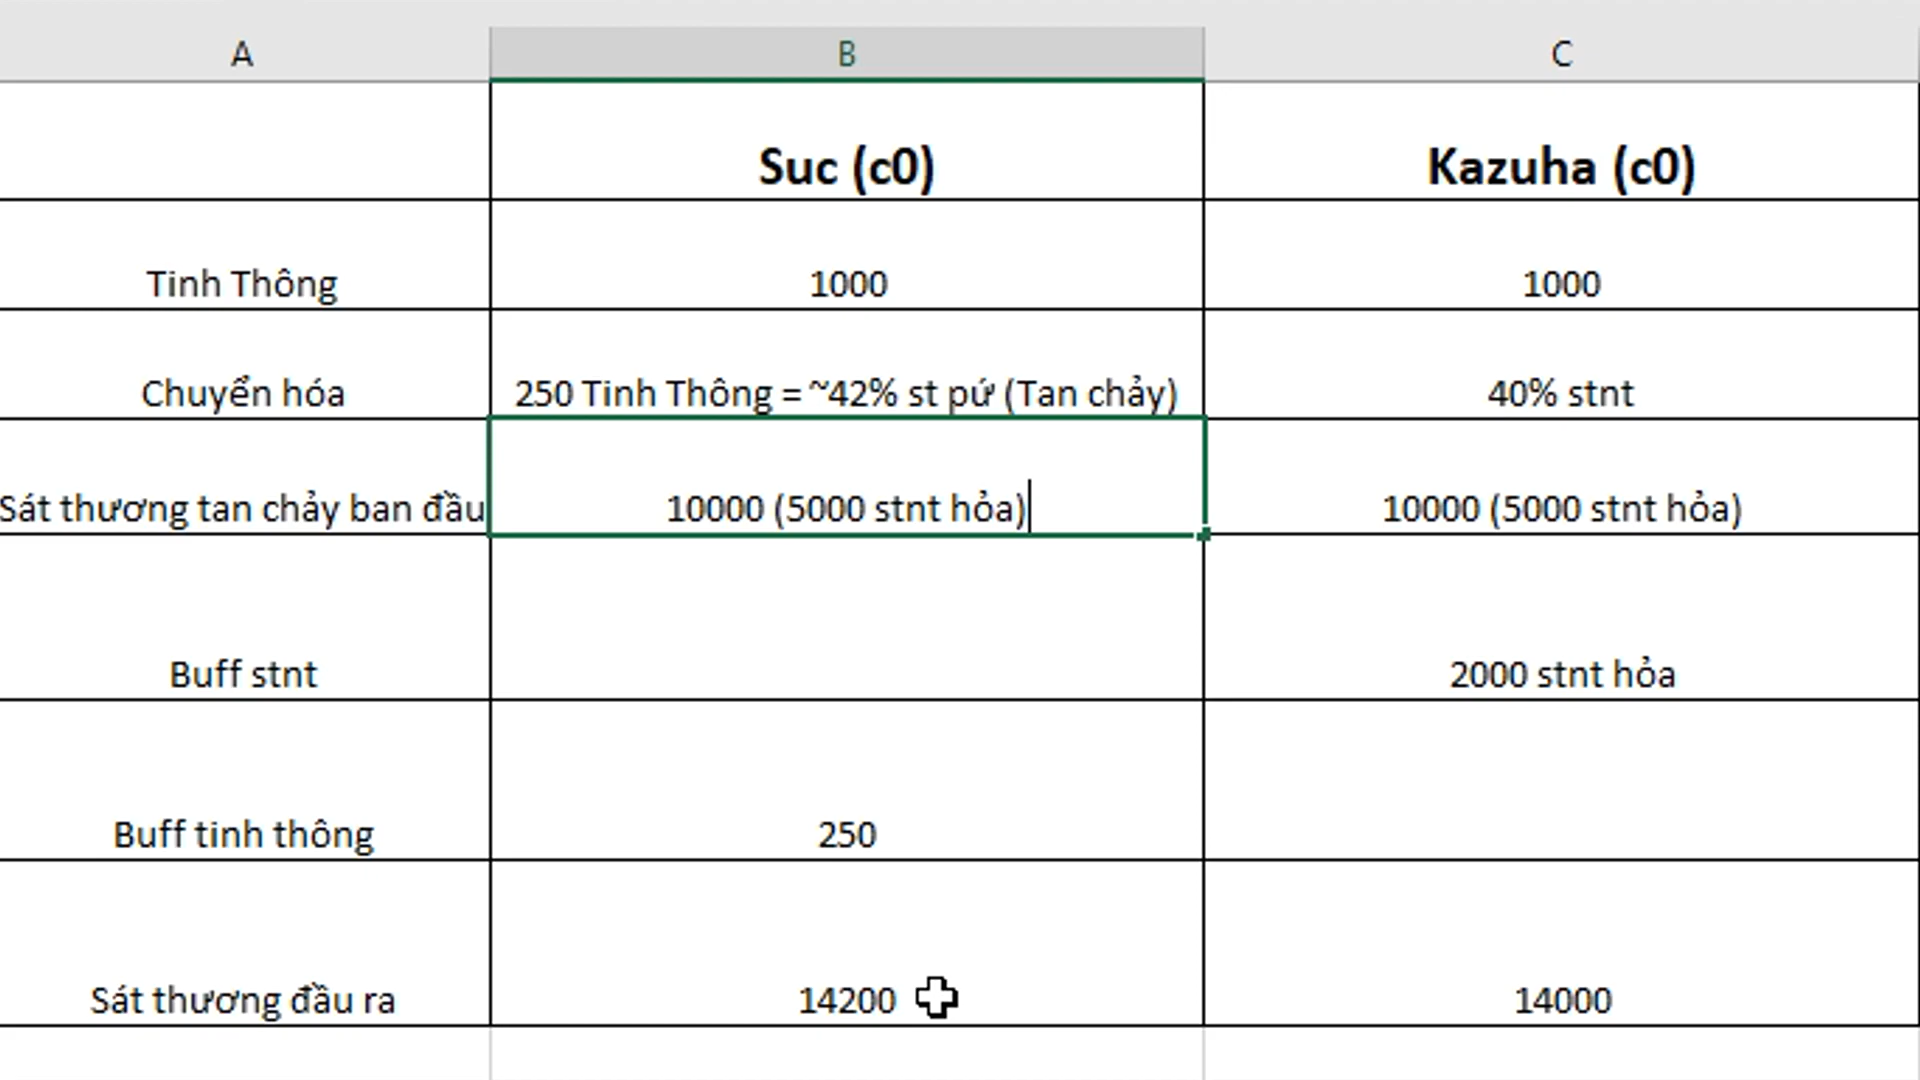 A B C
Suc (c0) Kazuha (c0)
Tinh Thông 1000 1000
Chuyển hóa 250 Tinh Thông = ~42% st pứ (Tan chảy) 40% stnt
Sát thương tan chảy ban đầu 10000 (5000 stnt hỏa) 10000 (5000 stnt hỏa)
Buff stnt 2000 stnt hỏa
Buff tinh thông 250
Sát thương đầu ra 14200 14000